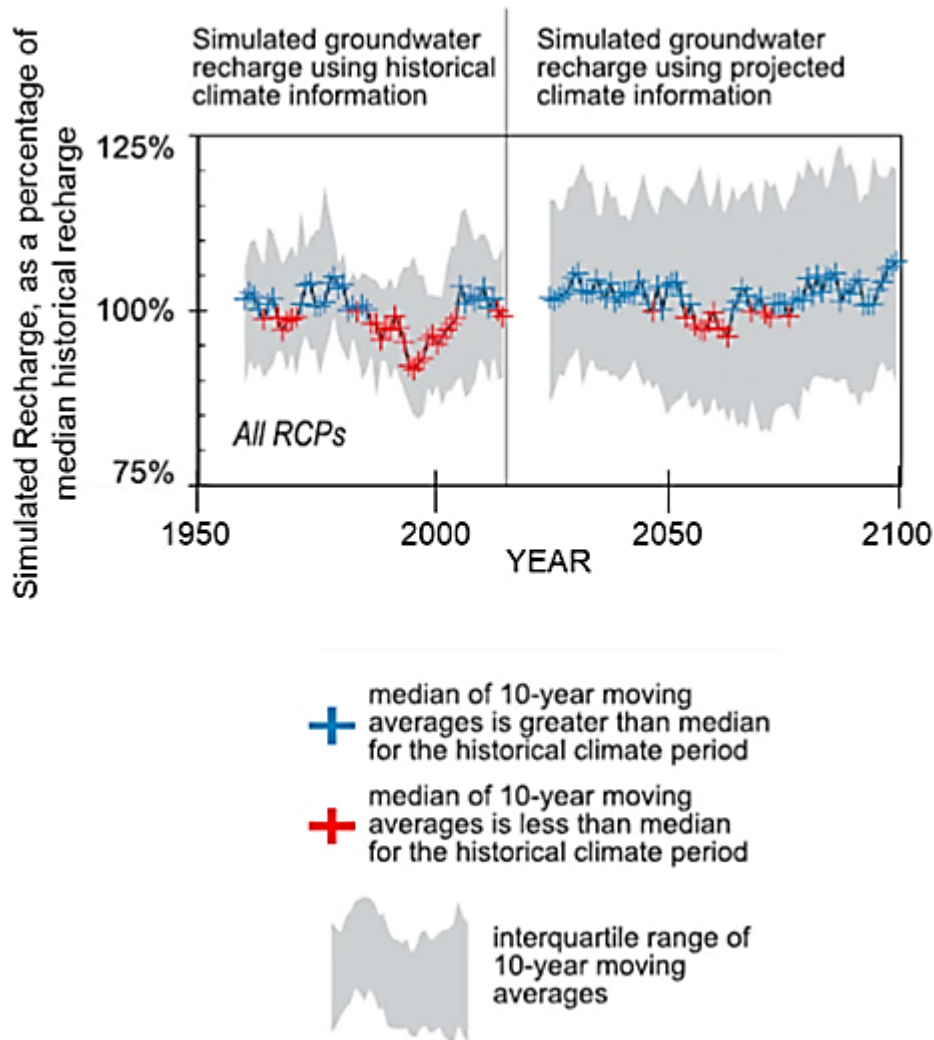 Simulated groundwater
recharge using historical
climate information
Simulated groundwater
recharge using projected
climate information
Simulated Recharge, as a percentage of
median historical recharge
125%
100%
75%
All RCPs
1950
2000
2050
2100
YEAR
median of 10-year moving
averages is greater than median
for the historical climate period
median of 10-year moving
averages is less than median
for the historical climate period
interquartile range of
10-year moving
averages